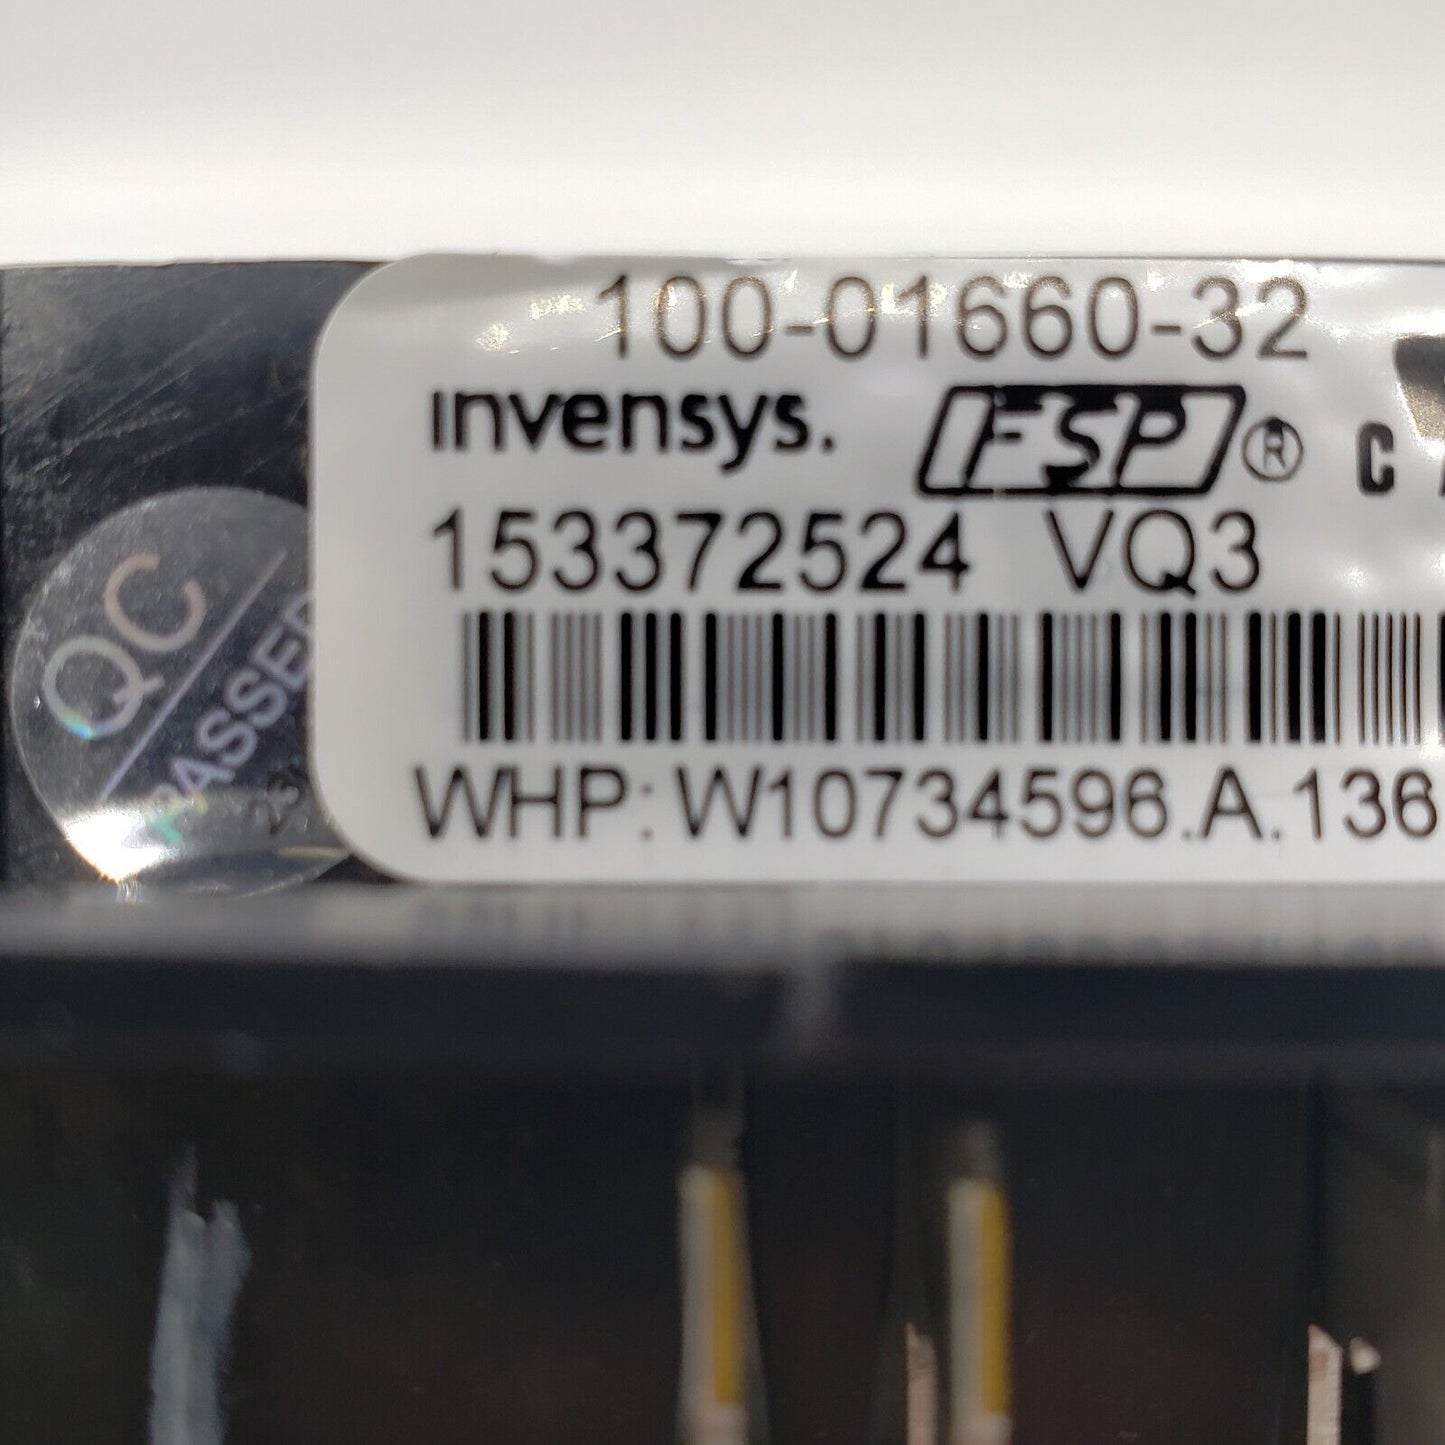 100-01660-32
invensys. FSP® C
153372524 VQ3
WHP: W10734596.A.136
QC
PASSED